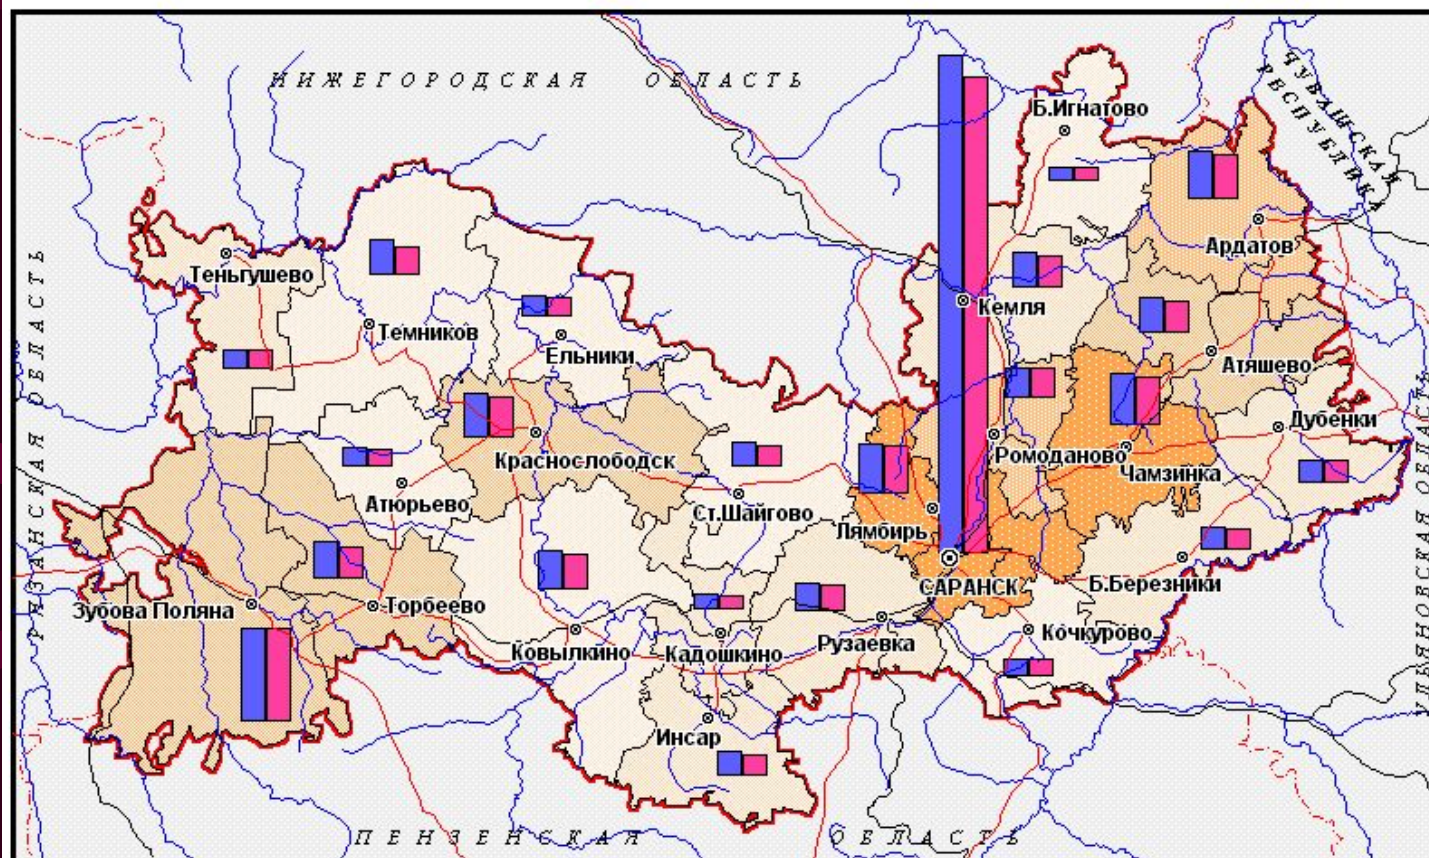 НИЖЕГОРОДСКАЯ ОБЛАСТЬ
ЧУВАШСКАЯ
РЕСПУБЛИКА
Б.Игнатово
Ардатов
Теньгушево
Темников
Кемля
Ельники
Атяшево
РЯЗАНСКАЯ ОБЛАСТЬ
Дубенки
Краснослободск
Ромоданово
Чамзинка
Атюрьево
Ст.Шайгово
Лямбирь
УЛЬЯНОВСКАЯ ОБЛАСТЬ
САРАНСК
Б.Березники
Зубова Поляна
Торбеево
Ковылкино
Кадошкино
Рузаевка
Кочкурово
Инсар
ПЕНЗЕНСКАЯ ОБЛАСТЬ